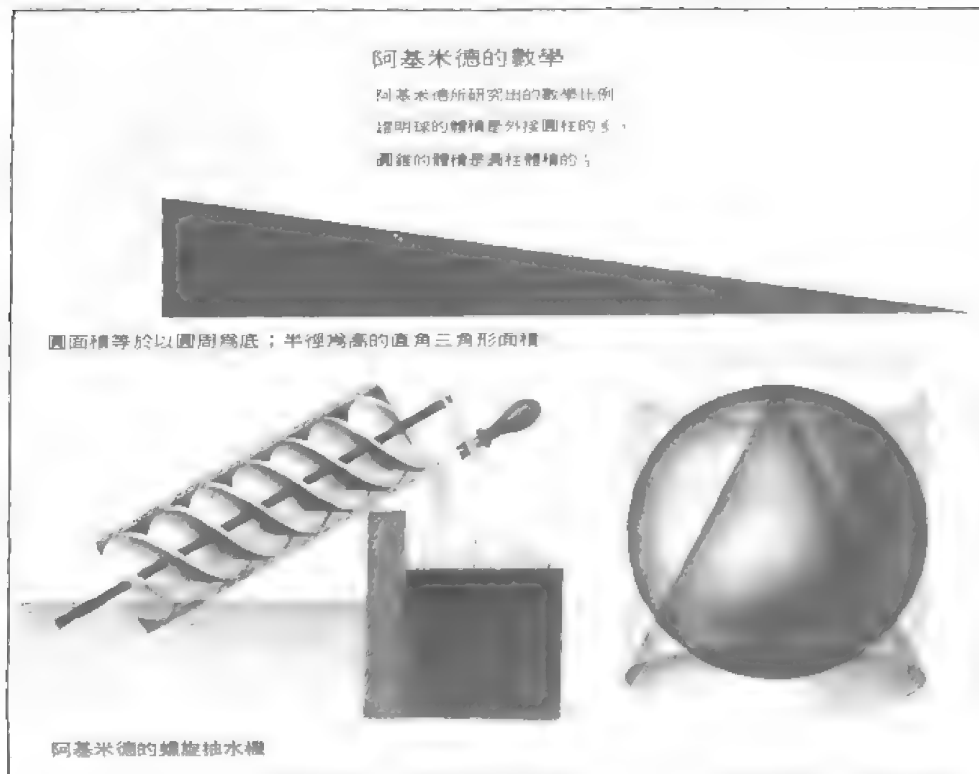 阿基米德的數學
阿基米德所研究出的數學比例
證明球的體積是外接圓柱的
圓錐的體積是圓柱體積的
圓面積等於以圓周為底;半徑為高的直角三角形面積
阿基米德的螺旋抽水機